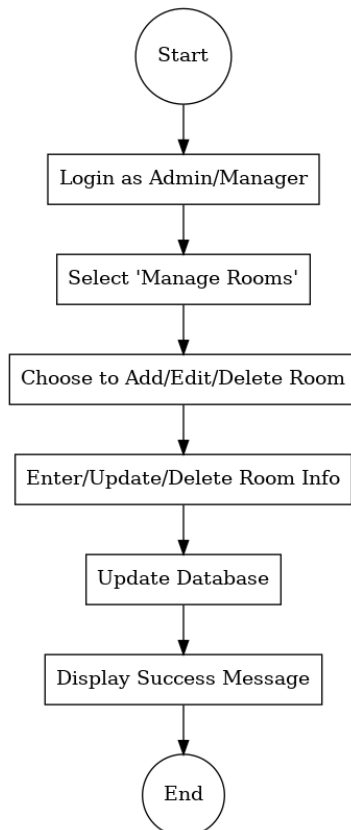 Start
Login as Admin/Manager
Select 'Manage Rooms'
Choose to Add/Edit/Delete Room
Enter/Update/Delete Room Info
Update Database
Display Success Message
End